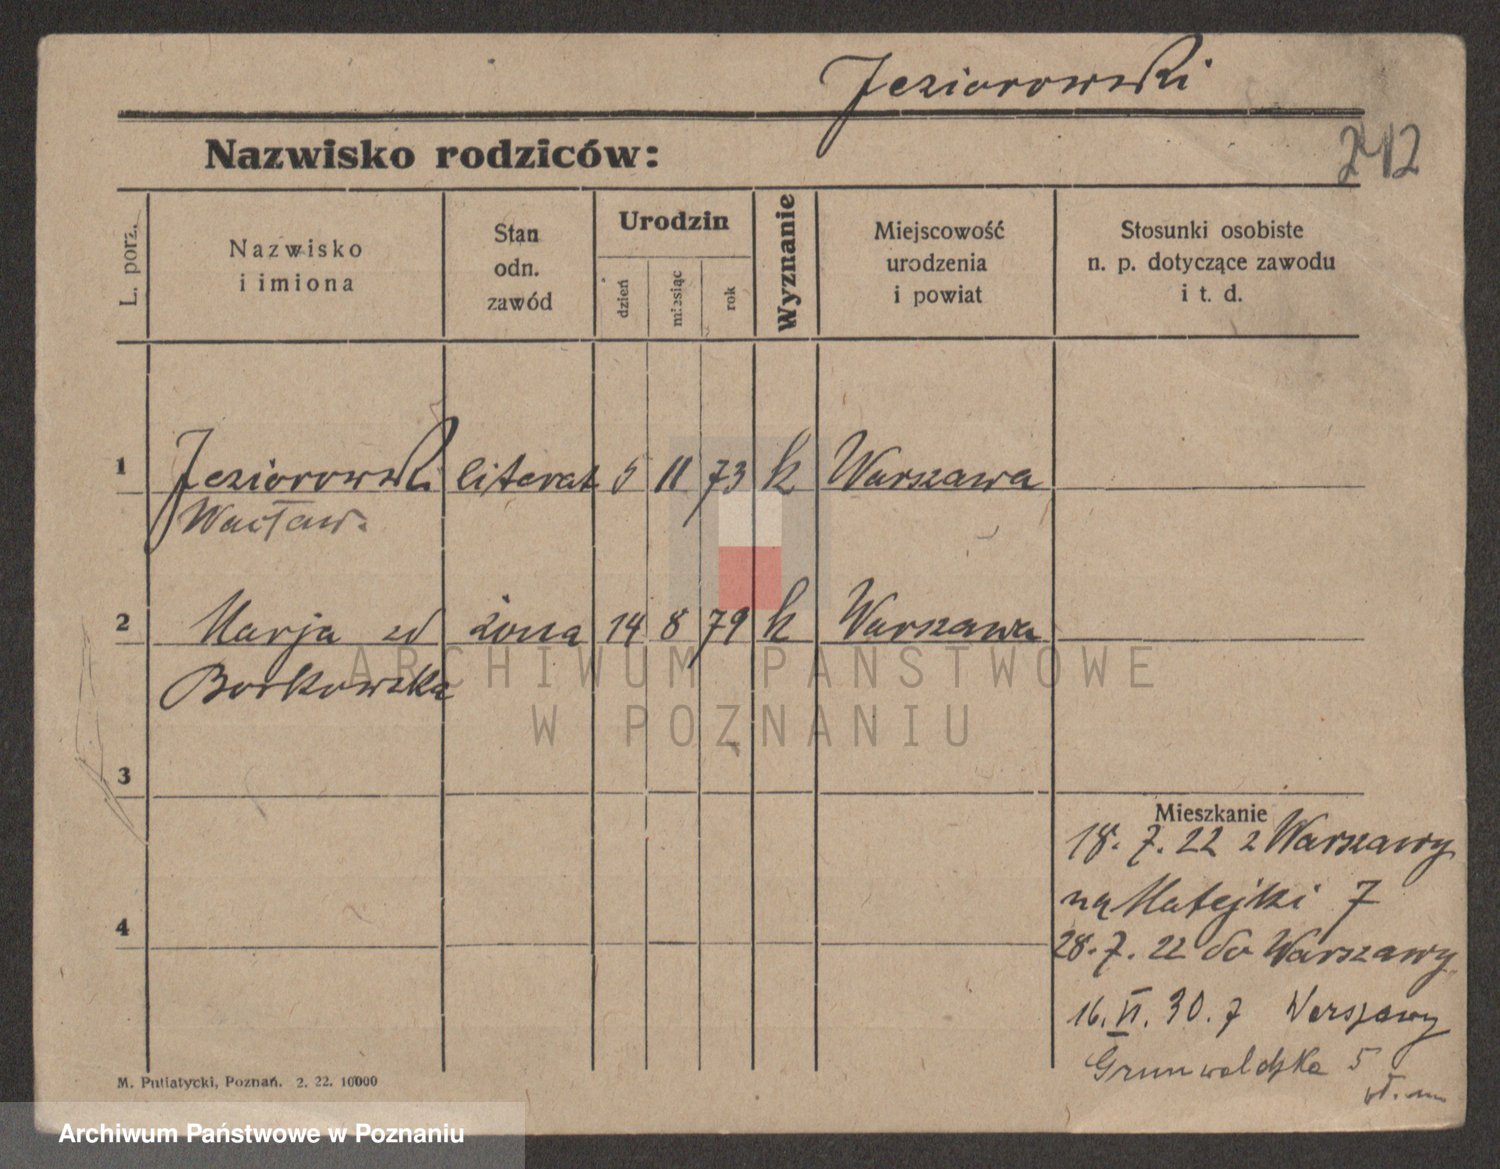 Jeziorowski
242
Nazwisko rodziców:
L. porz.
Nazwisko
i imiona
Stan
odn.
zawód
Urodzin
dzień
miesiąc
rok
Wyznanie
Miejscowość
urodzenia
i powiat
Stosunki osobiste
n. p. dotyczące zawodu
i t. d.
1 Jeziorowski literat 5 11 73 k Warszawa
Wacław.
2 Marja zd żona 14 8 79 k Warszawa
Borkowska
ARCHIWUM PAŃSTWOWE
W POZNANIU
3
Mieszkanie
18. 7. 22 z Warszawy
na Matejki 7
4
28. 7. 22 do Warszawy
16. VI. 30. z Warszawy
Grunwaldzka 5
M. Putiatycki, Poznań. 2. 22. 10000
Archiwum Państwowe w Poznaniu